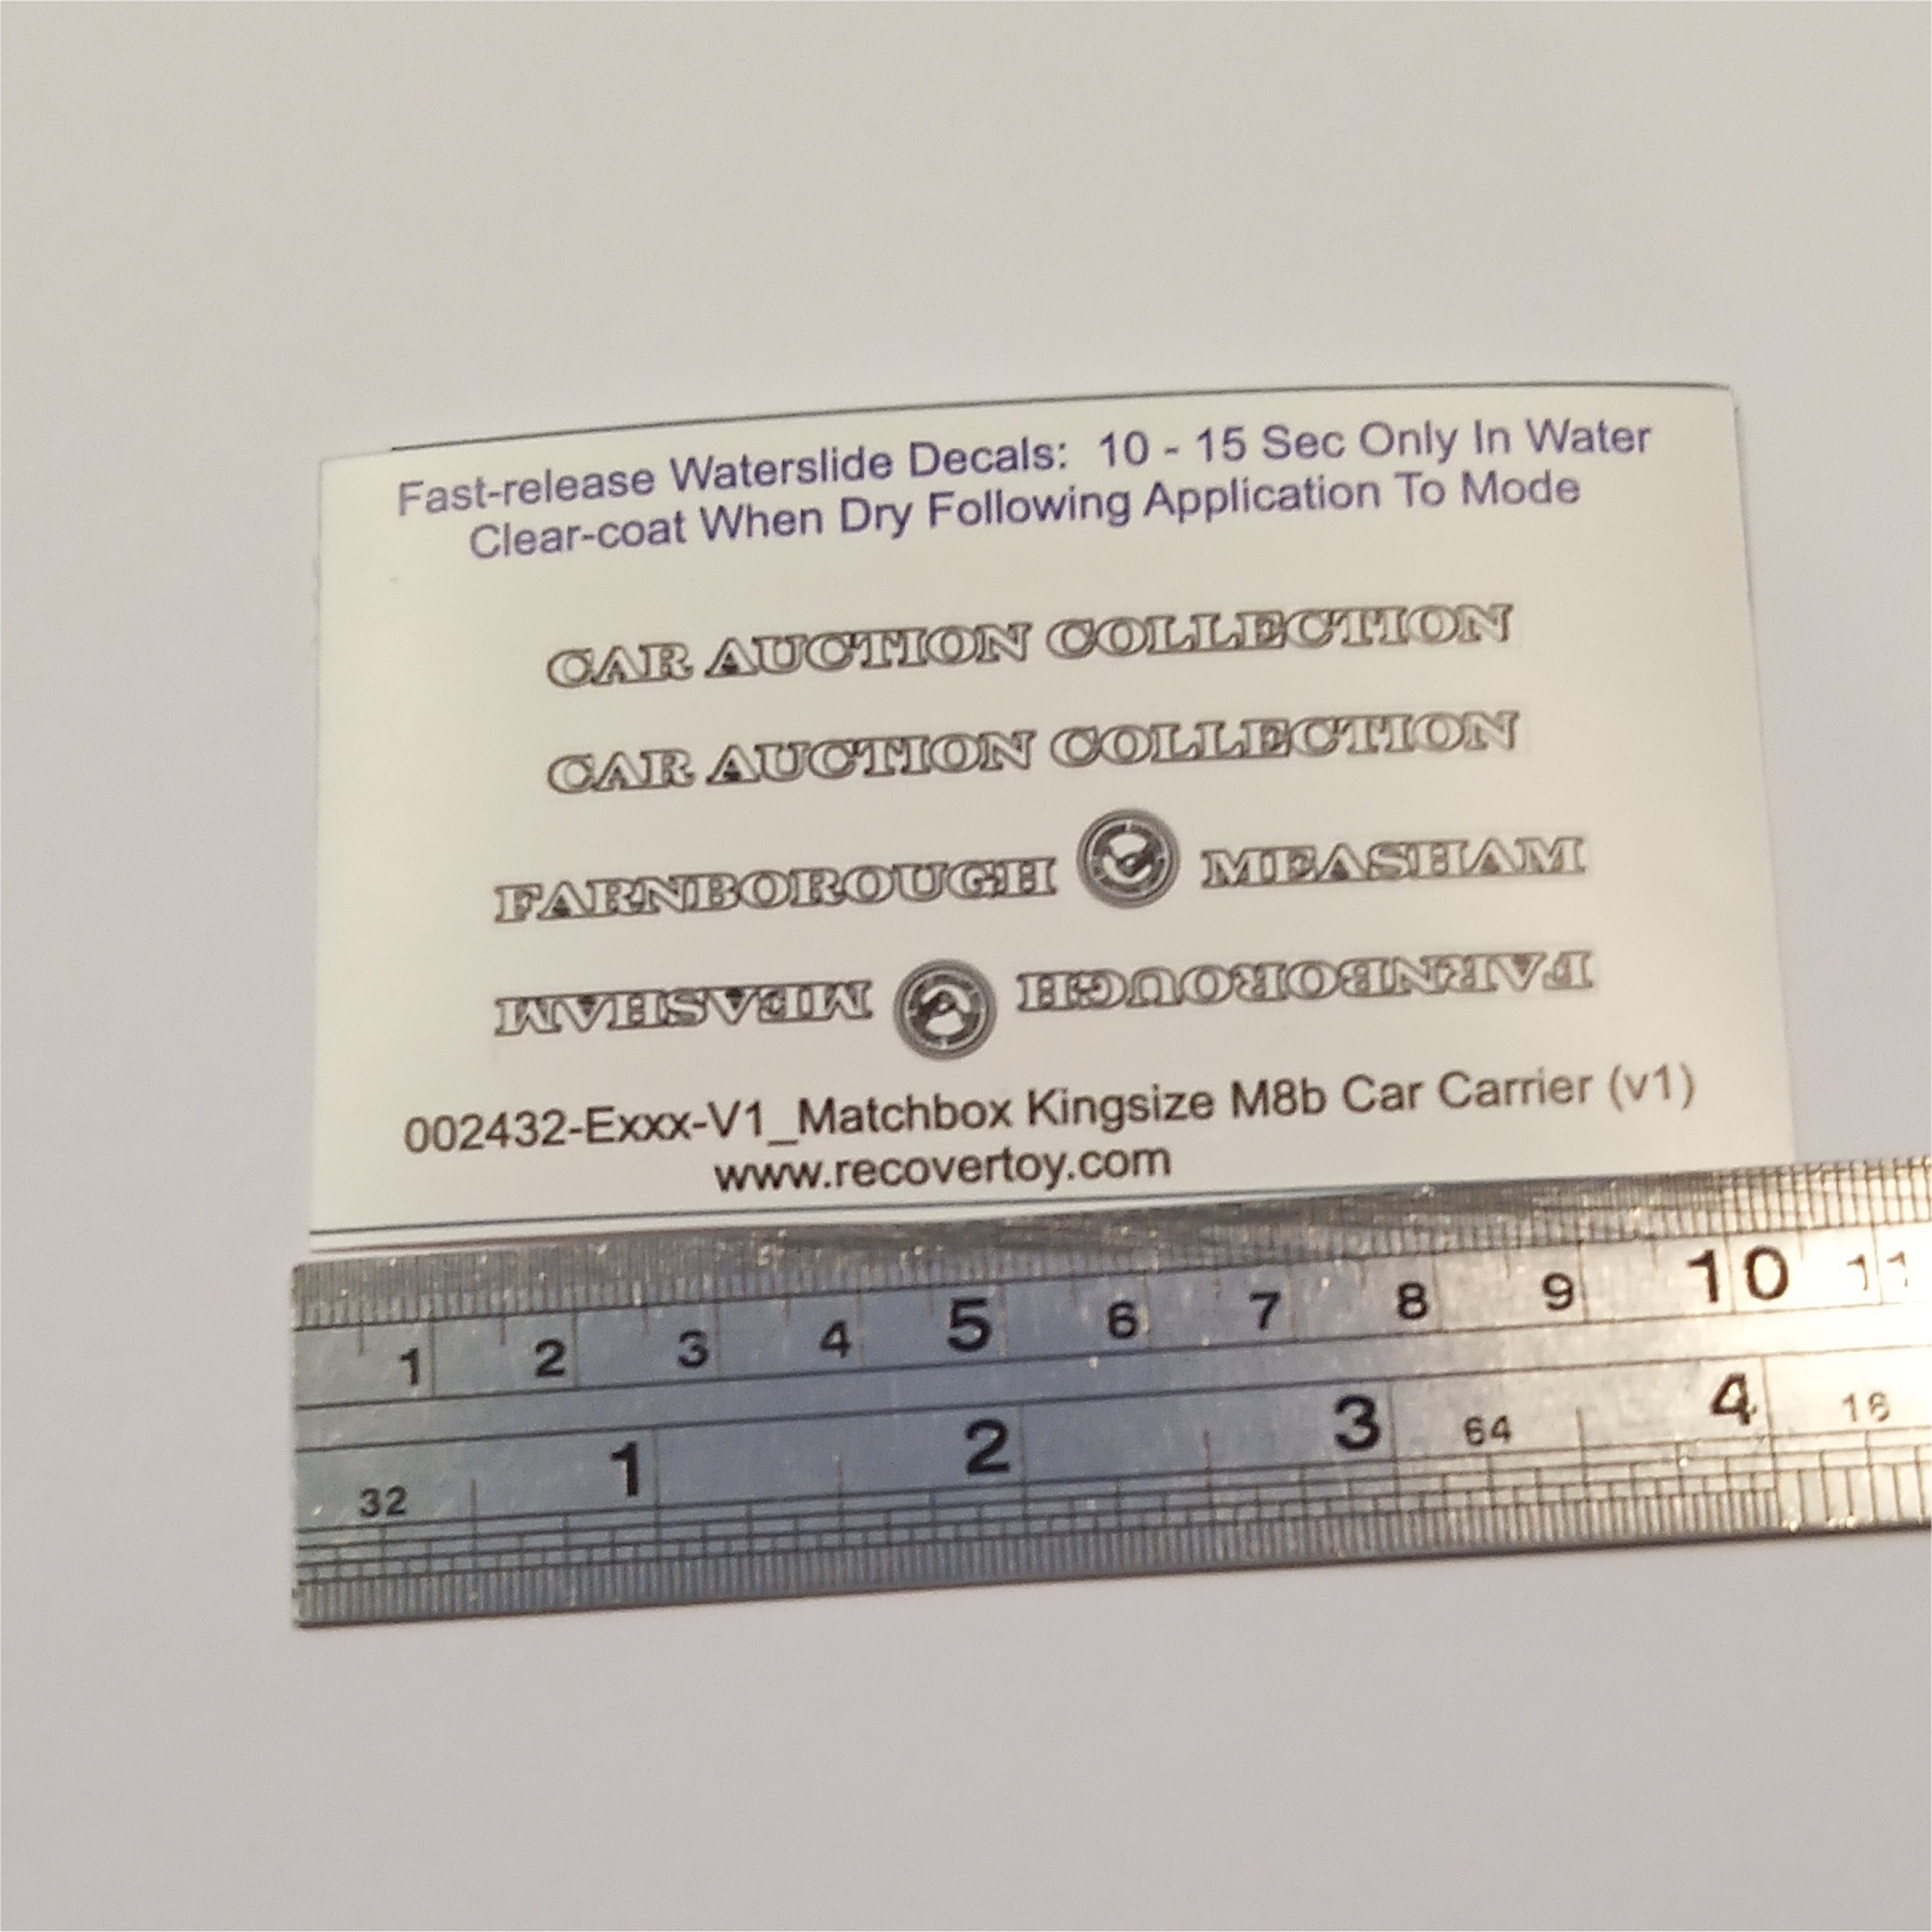 Fast-release Waterslide Decals: 10 - 15 Sec Only In Water
Clear-coat When Dry Following Application To Mode
CAR AUCTION COLLECTION
CAR AUCTION COLLECTION
FARNBOROUGH MEASHAM
FARNBOROUGH MEASHAM
002432-Exxx-V1_Matchbox Kingsize M8b Car Carrier (v1)
www.recovertoy.com
1 2 3 4 5 6 7 8 9 10 11
1 2 3 64 4 16
32